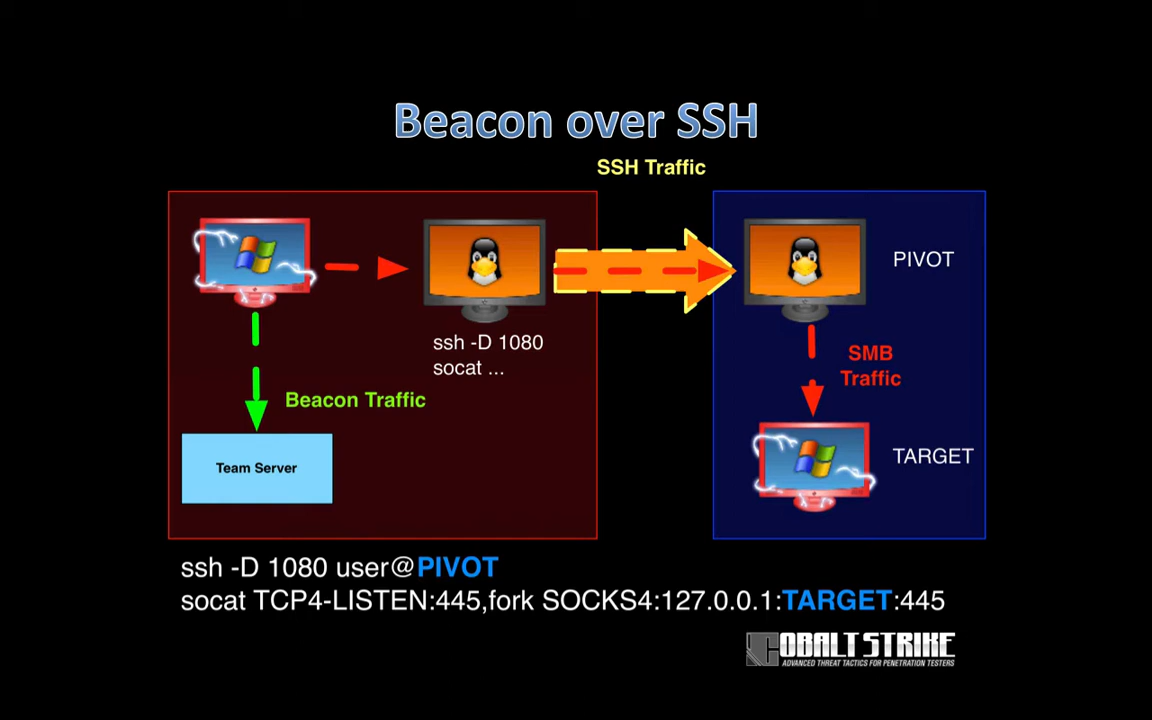 Beacon over SSH
SSH Traffic
PIVOT
ssh -D 1080
socat ...
SMB
Traffic
Beacon Traffic
Team Server
TARGET
ssh -D 1080 user@PIVOT
socat TCP4-LISTEN:445,fork SOCKS4:127.0.0.1:TARGET:445
COBALT STRIKE
ADVANCED THREAT TACTICS FOR PENETRATION TESTERS